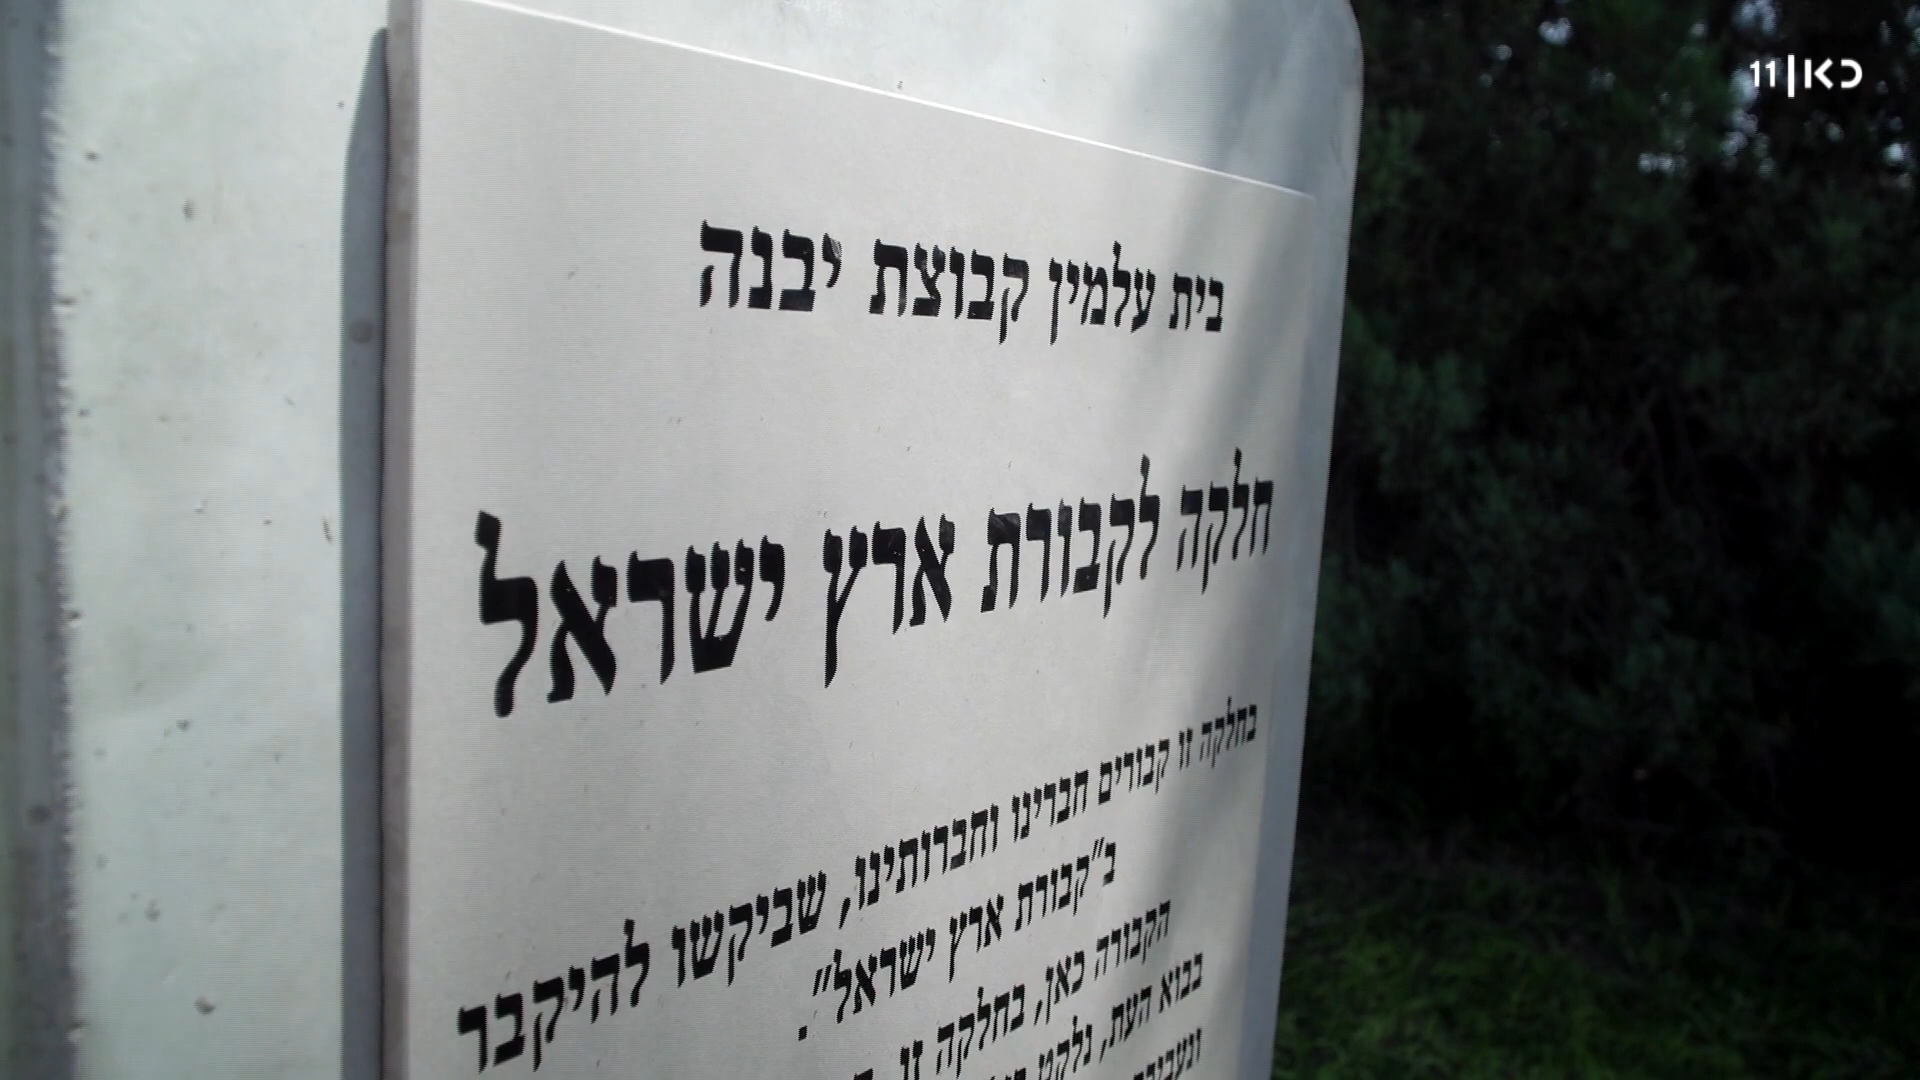 כאן 11
בית עלמין קבוצת יבנה
חלקה לקבורת ארץ ישראל
בחלקה זו קבורים חברינו וחברותינו, שביקשו להיקבר
ב"קבורת ארץ ישראל".
הקבורה כאן, בחלקה זו,
בבוא העת, נלקט